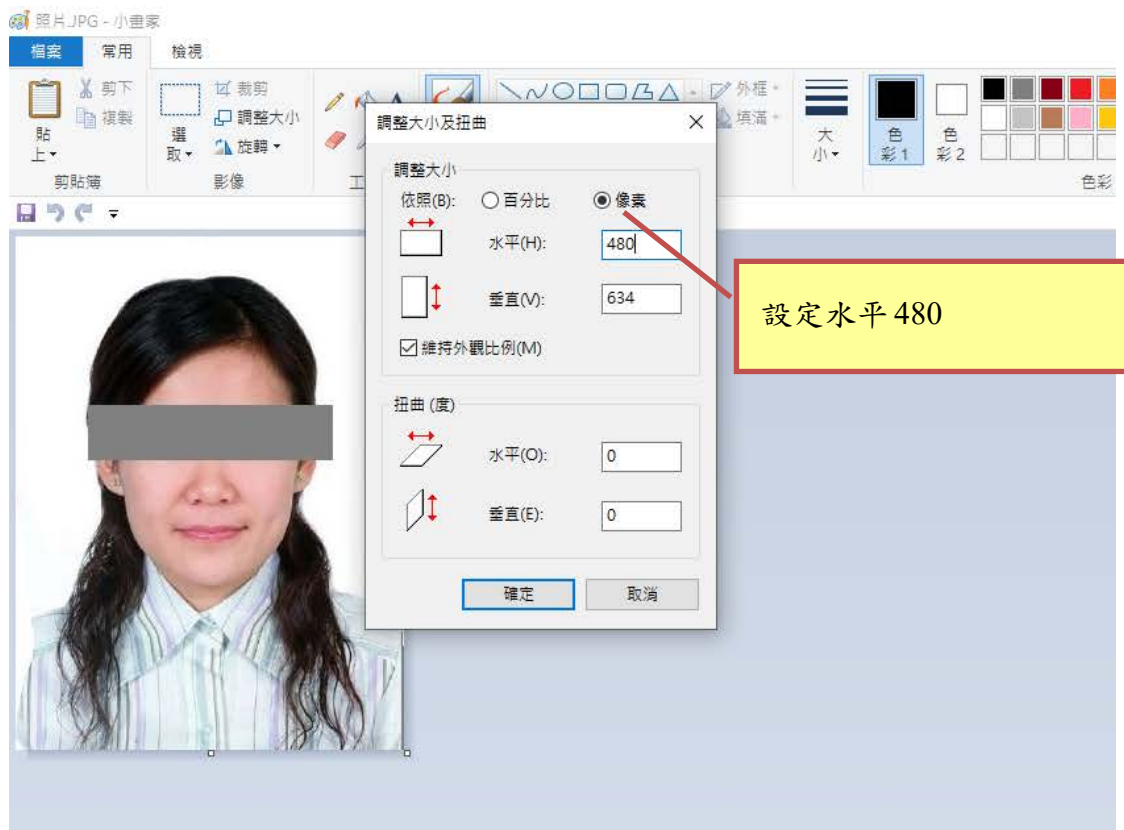 照片.JPG - 小畫家
檔案 常用 檢視
貼上
剪下
複製
剪貼簿
選取
裁剪
調整大小
旋轉
影像
工
外框
填滿
大小
色彩 1
色彩 2
色彩
調整大小及扭曲
調整大小
依照(B): 百分比 像素
水平(H): 480
垂直(V): 634
維持外觀比例(M)
扭曲 (度)
水平(O): 0
垂直(E): 0
確定 取消
設定水平 480